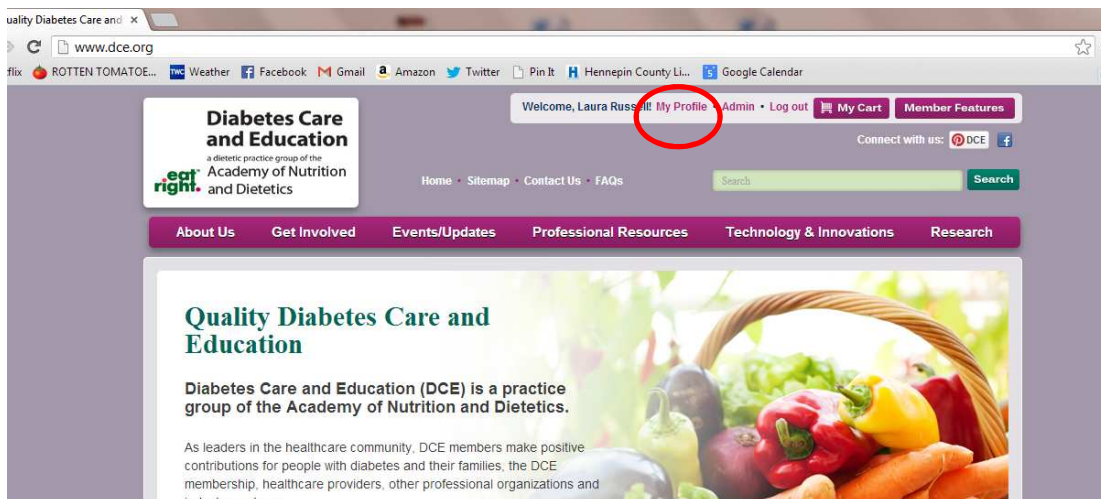 uality Diabetes Care and ×
www.dce.org
tflix ROTTEN TOMATOE... TWC Weather Facebook Gmail Amazon Twitter Pin It Hennepin County Li... Google Calendar
Welcome, Laura Russell! My Profile • Admin • Log out My Cart Member Features
Diabetes Care
and Education
a dietetic practice group of the
eat right. Academy of Nutrition
and Dietetics
Connect with us: DCE f
Home • Sitemap • Contact Us • FAQs Search Search
About Us Get Involved Events/Updates Professional Resources Technology & Innovations Research
Quality Diabetes Care and
Education
Diabetes Care and Education (DCE) is a practice
group of the Academy of Nutrition and Dietetics.
As leaders in the healthcare community, DCE members make positive
contributions for people with diabetes and their families, the DCE
membership, healthcare providers, other professional organizations and